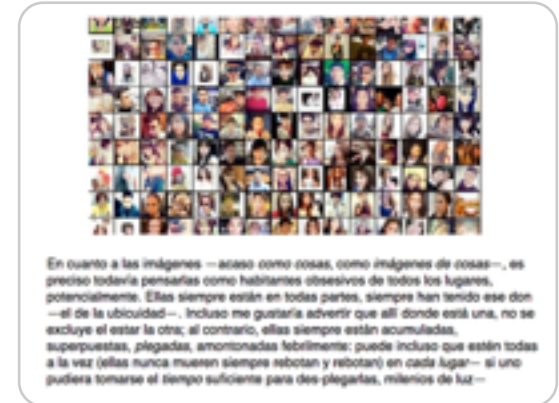 En cuanto a las imágenes —acaso como cosas, como imágenes de cosas—, es
preciso todavía pensarlas como habitantes obsesivos de todos los lugares,
potencialmente. Ellas siempre están en todas partes, siempre han tenido ese don
—el de la ubicuidad—. Incluso me gustaría advertir que allí donde está una, no se
excluye el estar la otra; al contrario, ellas siempre están acumuladas,
superpuestas, plegadas, amontonadas febrilmente: puede incluso que estén todas
a la vez (ellas nunca mueren siempre rebotan y rebotan) en cada lugar— si uno
pudiera tomarse el tiempo suficiente para des-plegarlas, milenios de luz—